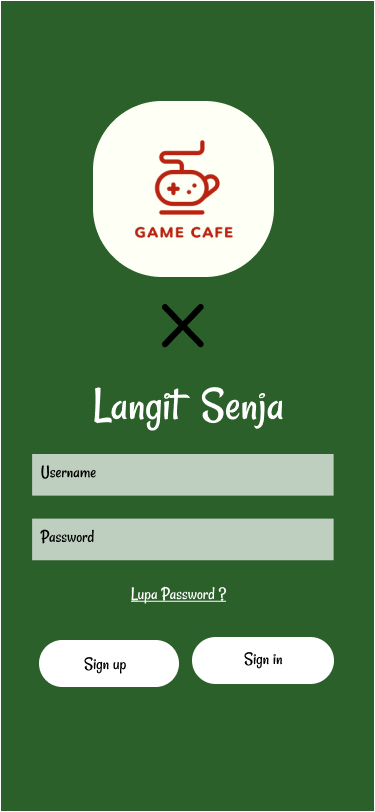 GAME CAFE
Langit Senja
Username
Password
Lupa Password ?
Sign up
Sign in